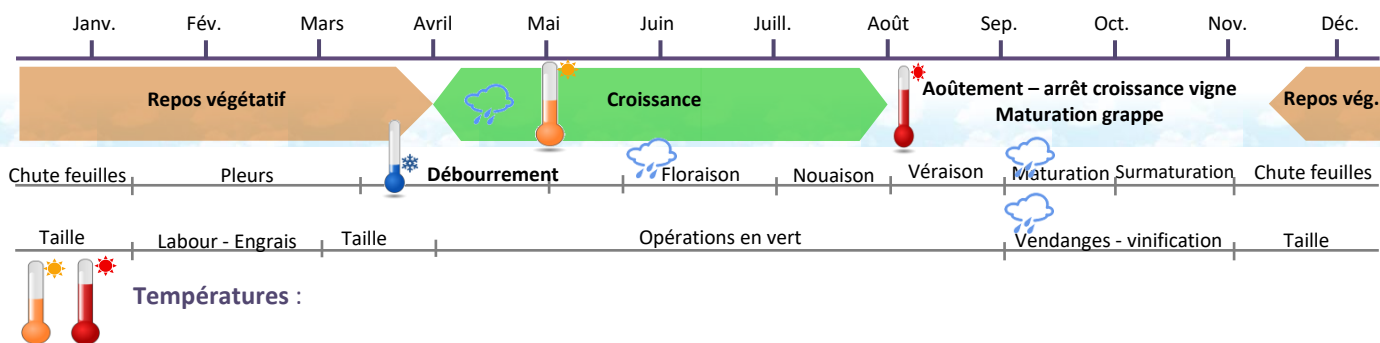 Janv. Fév. Mars Avril Mai Juin Juill. Août Sep. Oct. Nov. Déc.
Repos végétatif Croissance Aoûtement – arrêt croissance vigne Repos vég.
Maturation grappe
Chute feuilles Pleurs Débourrement Floraison Nouaison Véraison Maturation Surmaturation Chute feuilles
Taille Labour - Engrais Taille Opérations en vert Vendanges - vinification Taille
Températures :